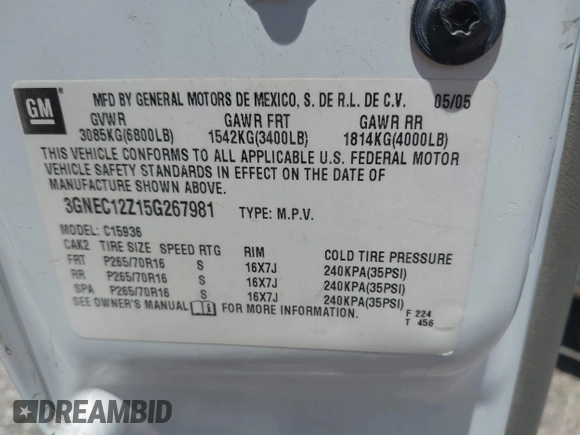 GM
MFD BY GENERAL MOTORS DE MEXICO, S. DE R.L. DE C.V. 05/05
GVWR GAWR FRT GAWR RR
3085KG(6800LB) 1542KG(3400LB) 1814KG(4000LB)
THIS VEHICLE CONFORMS TO ALL APPLICABLE U.S. FEDERAL MOTOR
VEHICLE SAFETY STANDARDS IN EFFECT ON THE DATE OF
MANUFACTURE SHOWN ABOVE.
3GNEC12Z15G267981 TYPE: M.P.V.
MODEL: C15936
CAK2 TIRE SIZE SPEED RTG RIM COLD TIRE PRESSURE
FRT P265/70R16 S 16X7J 240KPA(35PSI)
RR P265/70R16 S 16X7J 240KPA(35PSI)
SPA P265/70R16 S 16X7J 240KPA(35PSI)
SEE OWNER'S MANUAL FOR MORE INFORMATION.
F 224
T 456
DREAMBID